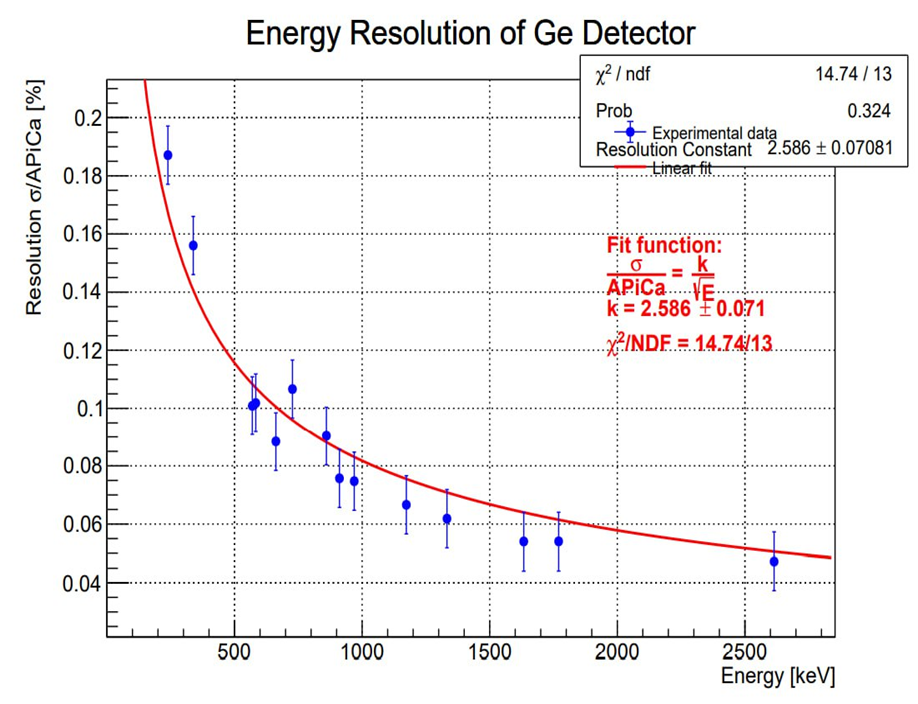 Energy Resolution of Ge Detector
χ² / ndf 14.74 / 13
Prob 0.324
Experimental data
Resolution Constant 2.586 ± 0.07081
Linear fit
Resolution σ/APiCa [%]
0.2
0.18
0.16
0.14
0.12
0.1
0.08
0.06
0.04
Fit function:
σ/APiCa = k/√E
k = 2.586 ± 0.071
χ²/NDF = 14.74/13
500 1000 1500 2000 2500
Energy [keV]